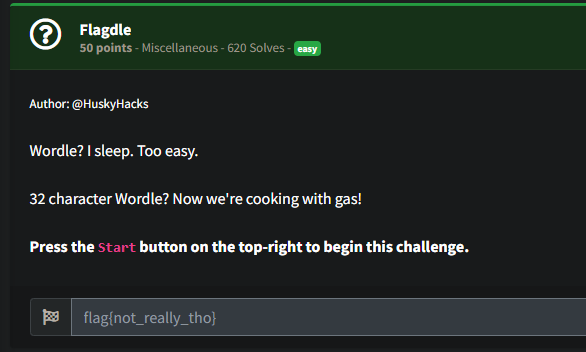 Flagdle
50 points - Miscellaneous - 620 Solves - easy
Author: @HuskyHacks
Wordle? I sleep. Too easy.
32 character Wordle? Now we're cooking with gas!
Press the Start button on the top-right to begin this challenge.
flag{not_really_tho}